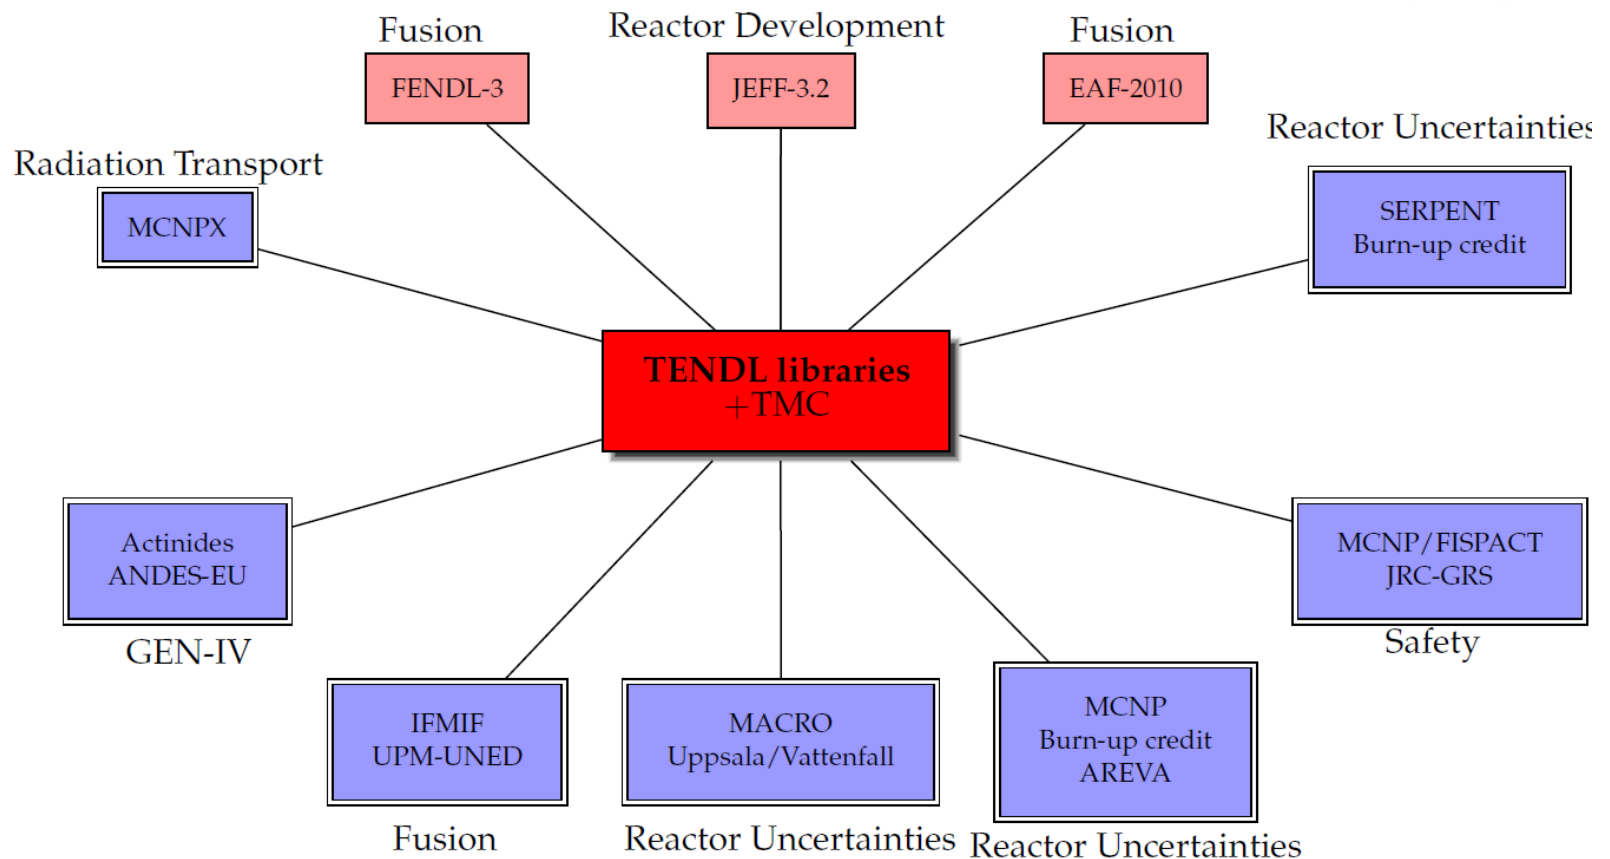 Fusion
FENDL-3
Reactor Development
JEFF-3.2
Fusion
EAF-2010
Reactor Uncertainties
SERPENT
Burn-up credit
Radiation Transport
MCNPX
TENDL libraries
+TMC
Actinides
ANDES-EU
GEN-IV
MCNP/FISPACT
JRC-GRS
Safety
IFMIF
UPM-UNED
Fusion
MACRO
Uppsala/Vattenfall
Reactor Uncertainties
MCNP
Burn-up credit
AREVA
Reactor Uncertainties